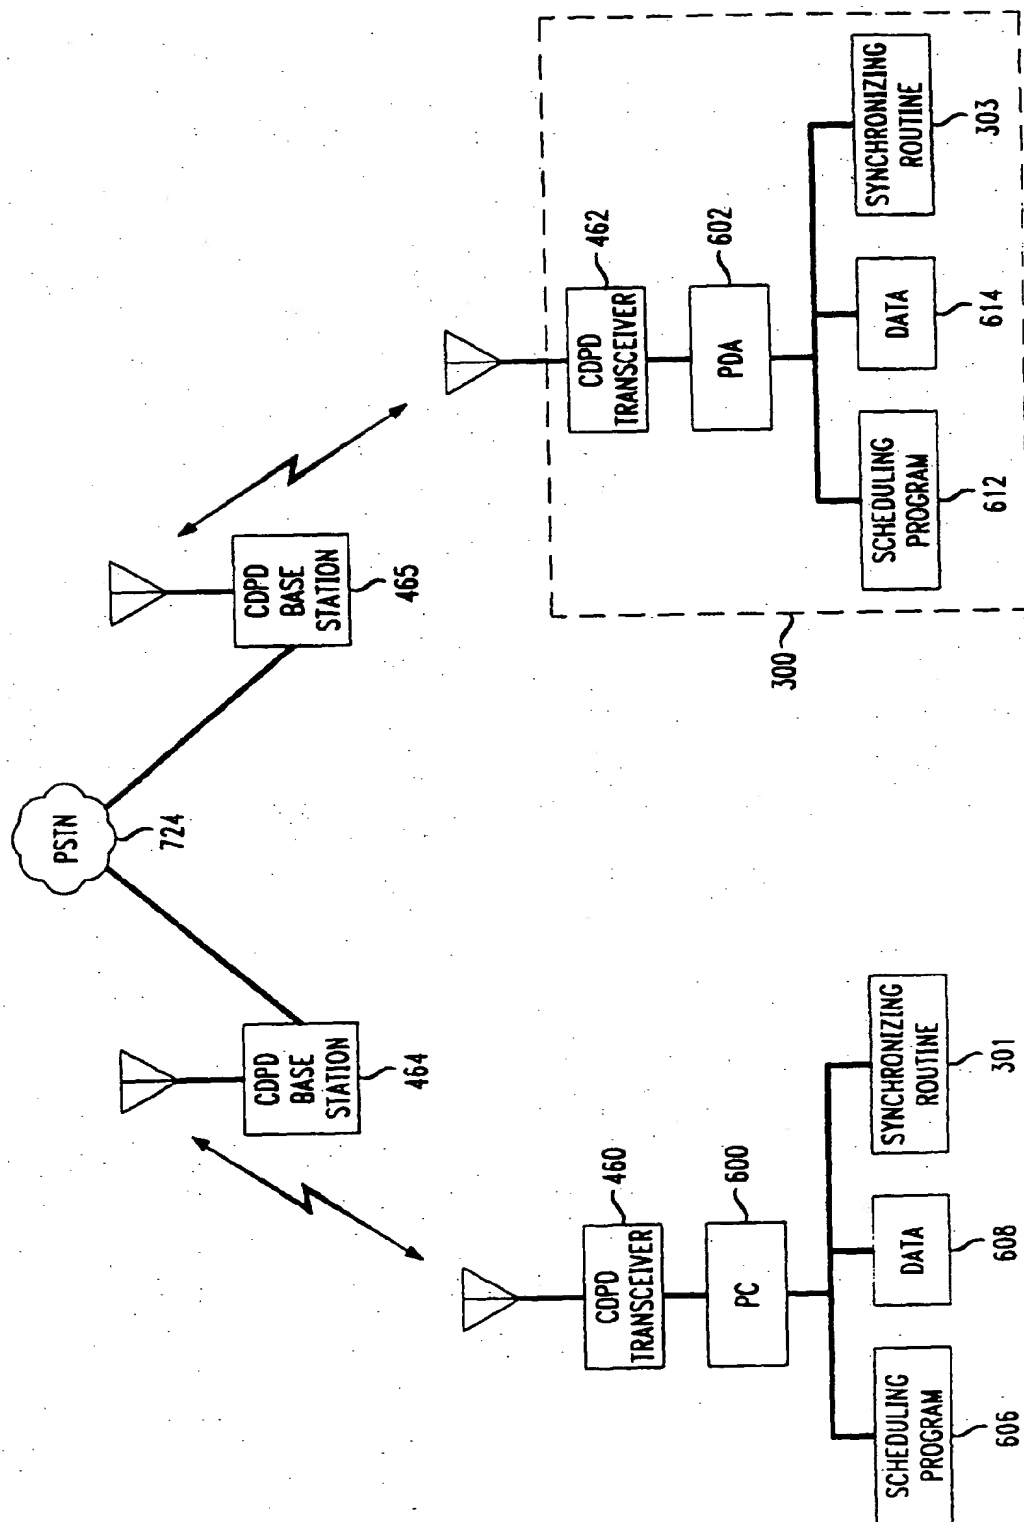 PSTN
724
CDPD
BASE
STATION
464
CDPD
BASE
STATION
465
CDPD
TRANSCEIVER
460
PC
600
SCHEDULING
PROGRAM
606
DATA
608
SYNCHRONIZING
ROUTINE
301
CDPD
TRANSCEIVER
462
PDA
602
SCHEDULING
PROGRAM
612
DATA
614
SYNCHRONIZING
ROUTINE
303
300